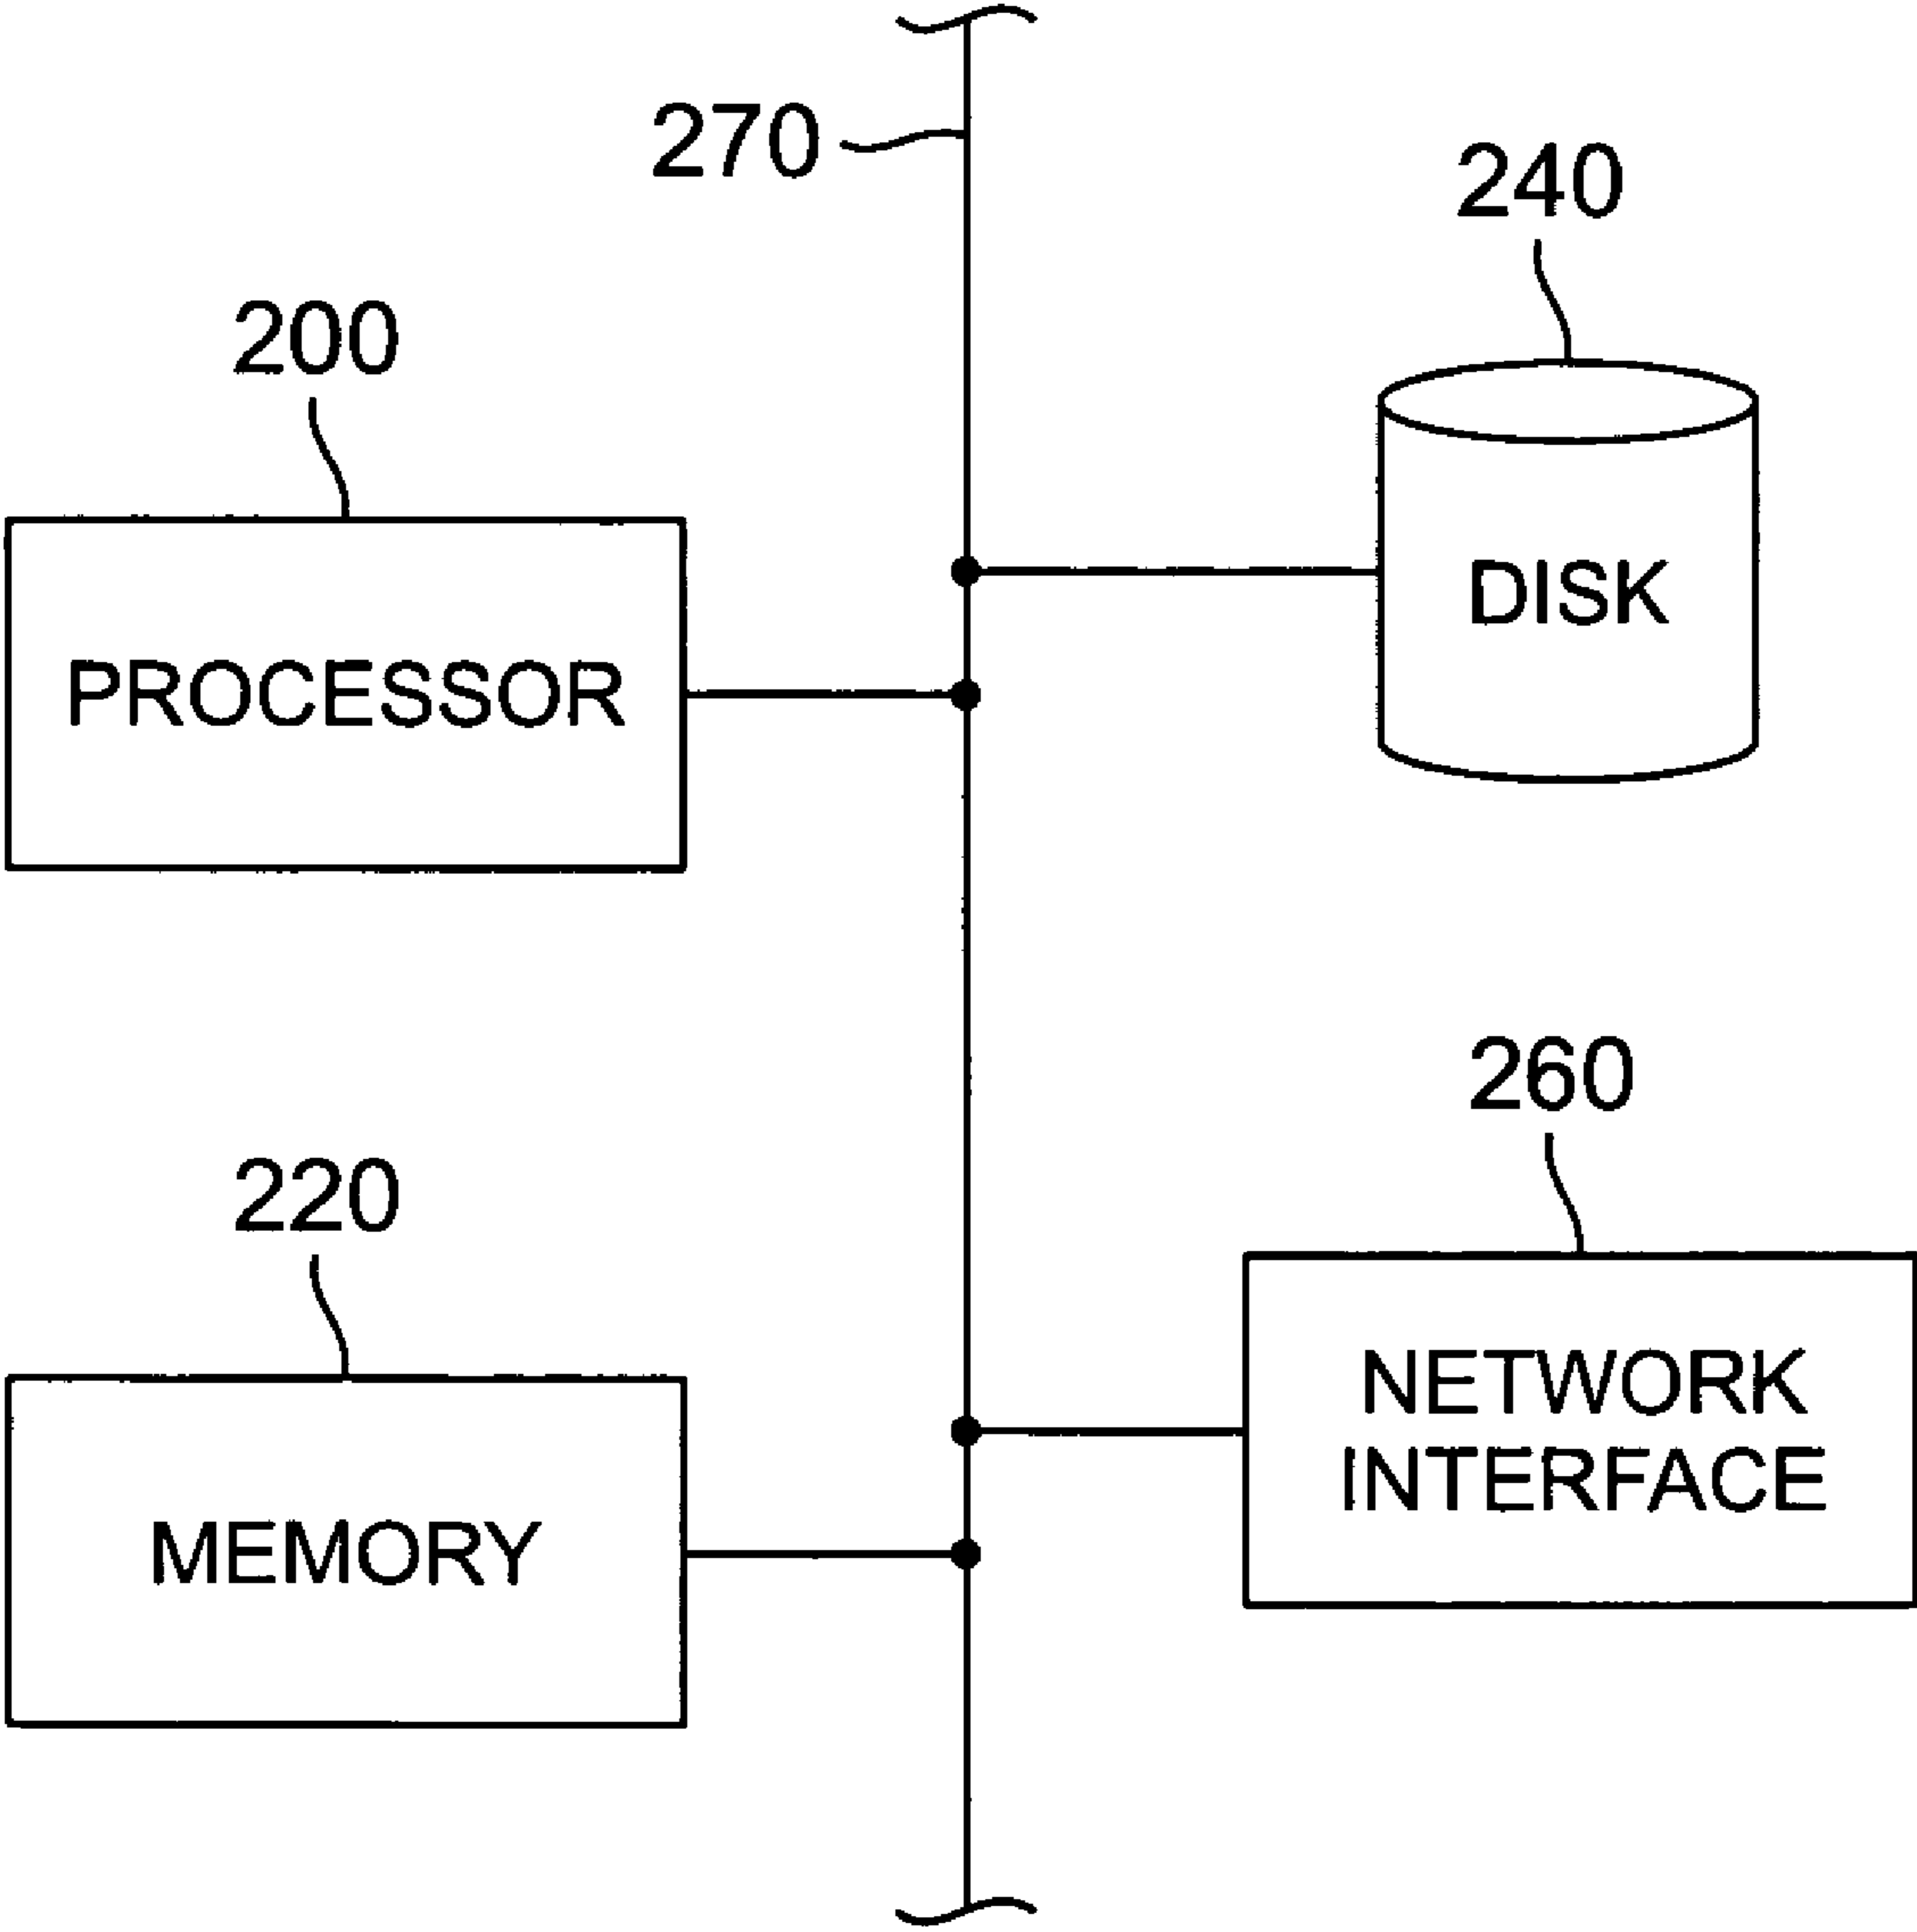 270
240
200
DISK
PROCESSOR
260
220
NETWORK
INTERFACE
MEMORY